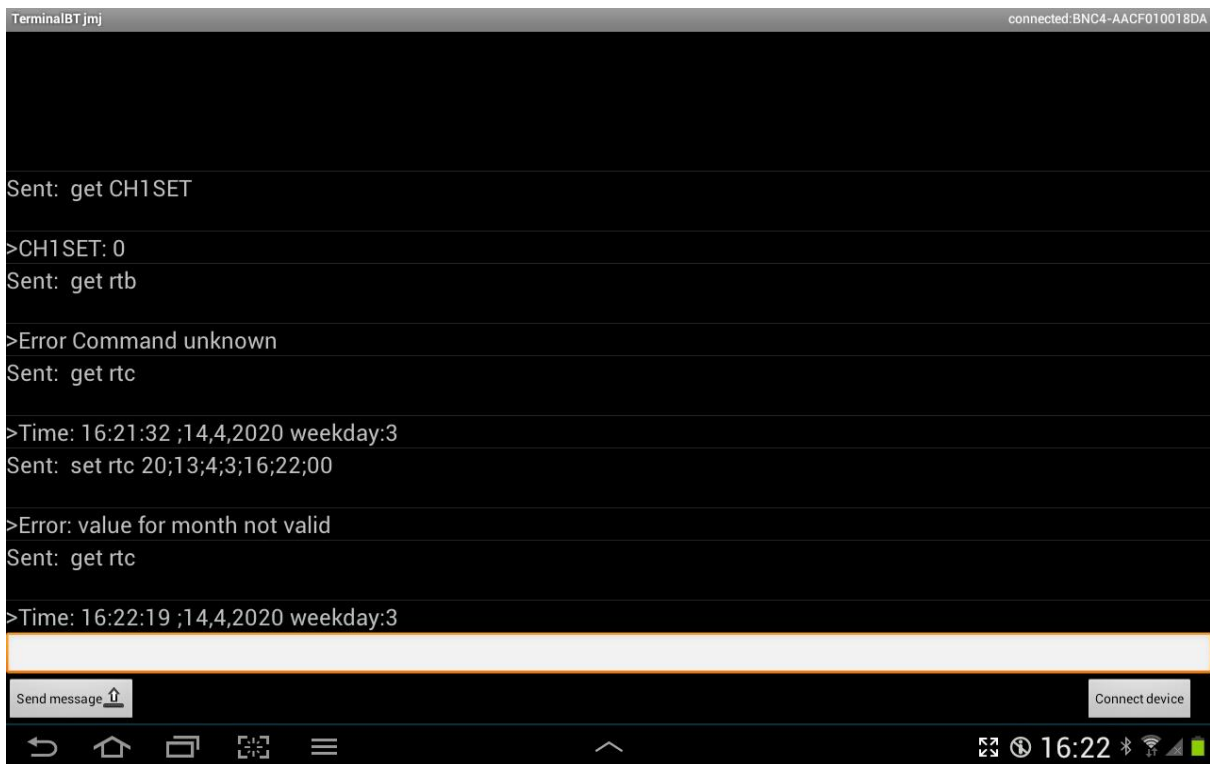 TerminalBT jmj connected:BNC4-AACF010018DA
Sent:  get CH1SET
>CH1SET: 0
Sent:  get rtb
>Error Command unknown
Sent:  get rtc
>Time: 16:21:32 ;14,4,2020 weekday:3
Sent:  set rtc 20;13;4;3;16;22;00
>Error: value for month not valid
Sent:  get rtc
>Time: 16:22:19 ;14,4,2020 weekday:3
Send message Connect device
16:22